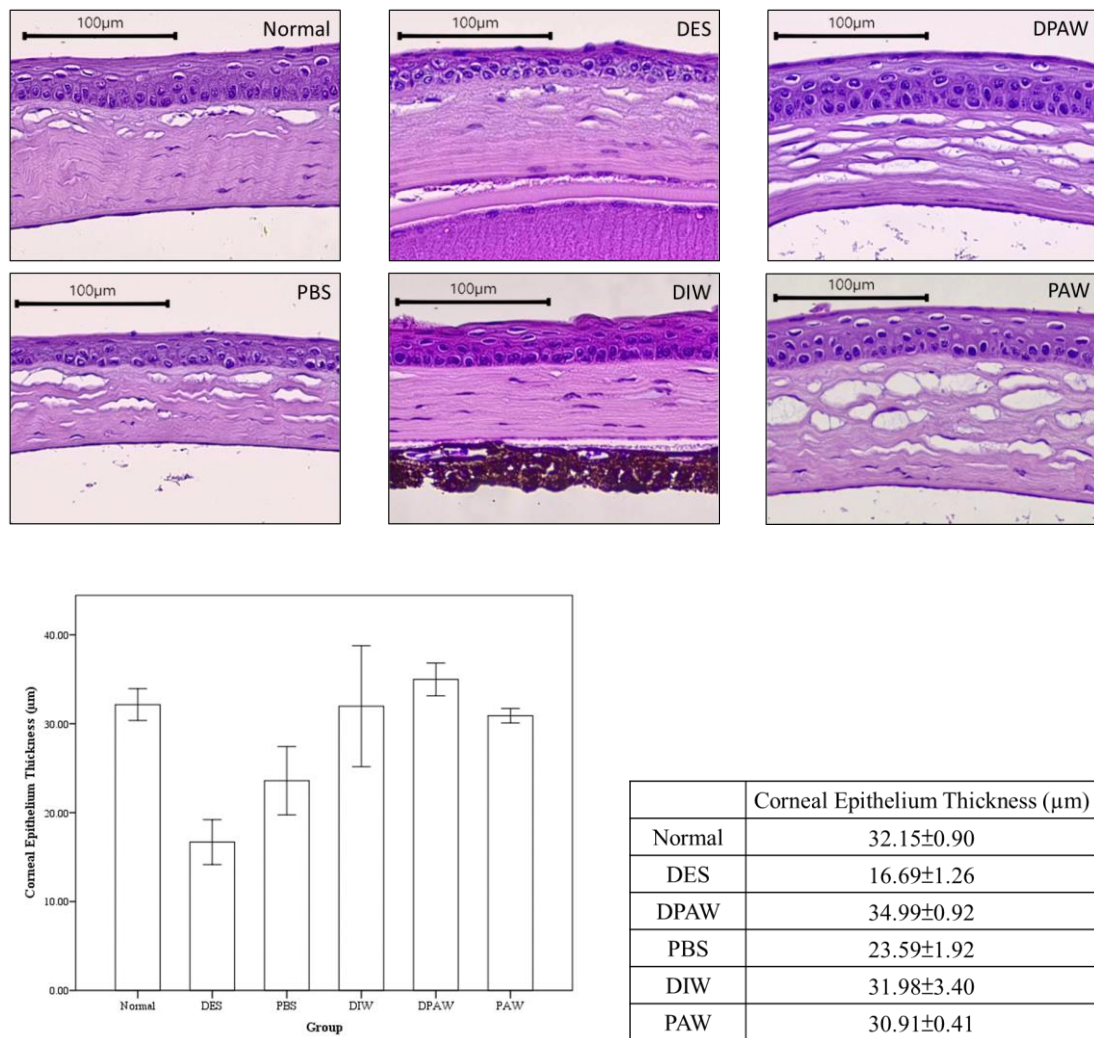 100µm
Normal
100µm
DES
100µm
DPAW
100µm
PBS
100µm
DIW
100µm
PAW
Corneal Epithelium Thickness (µm)
40.00
30.00
20.00
10.00
0.00
Normal DES PBS DIW DPAW PAW
Group
Corneal Epithelium Thickness (µm)
Normal 32.15±0.90
DES 16.69±1.26
DPAW 34.99±0.92
PBS 23.59±1.92
DIW 31.98±3.40
PAW 30.91±0.41